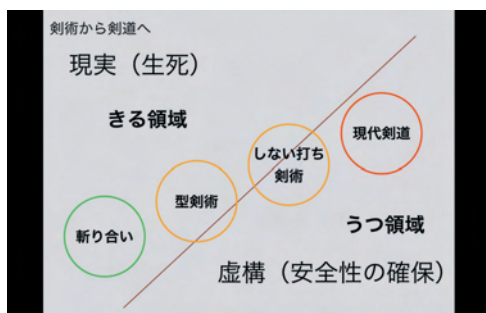 剣術から剣道へ
現実（生死）
きる領域
現代剣道
しない打ち
剣術
型剣術
斬り合い
うつ領域
虚構（安全性の確保）